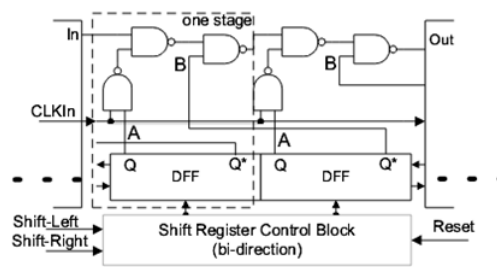 one stage
In
Out
B
B
CLKIn
A
A
Q
Q*
Q
Q*
DFF
DFF
Shift-Left
Shift-Right
Shift Register Control Block
(bi-direction)
Reset